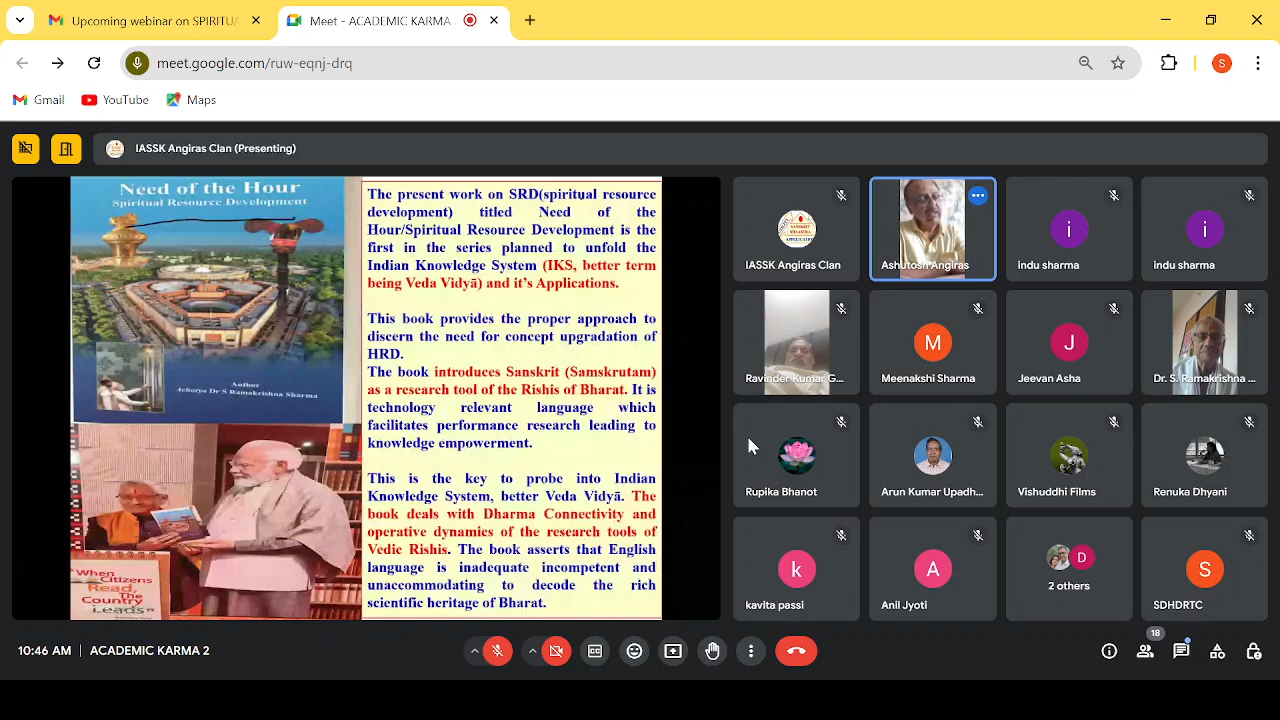 Upcoming webinar on SPIRITUA
Meet - ACADEMIC KARMA
meet.google.com/ruw-eqnj-drq
S
Gmail
YouTube
Maps
IASSK Angiras Clan (Presenting)
Need of the Hour
Spiritual Resource Development
Author
Acharya Dr S Ramakrishna Sharma
When
Citizens
Read,
The
Country
Leads"
The present work on SRD(spiritual resource
development) titled Need of the
Hour/Spiritual Resource Development is the
first in the series planned to unfold the
Indian Knowledge System (IKS, better term
being Veda Vidyā) and it's Applications.
This book provides the proper approach to
discern the need for concept upgradation of
HRD.
The book introduces Sanskrit (Samskrutam)
as a research tool of the Rishis of Bharat. It is
technology relevant language which
facilitates performance research leading to
knowledge empowerment.
This is the key to probe into Indian
Knowledge System, better Veda Vidyā. The
book deals with Dharma Connectivity and
operative dynamics of the research tools of
Vedic Rishis. The book asserts that English
language is inadequate incompetent and
unaccommodating to decode the rich
scientific heritage of Bharat.
SANSKRIT
SHAASTRA
APPLICATION
IASSK Angiras Clan
Ashutosh Angiras
i
Indu sharma
i
Indu sharma
Ravinder Kumar G...
M
Meenakshi Sharma
J
Jeevan Asha
Dr. S. Ramakrishna ...
Rupika Bhanot
Arun Kumar Upadh...
Vishuddhi Films
Renuka Dhyani
k
kavita passi
A
Anil Jyoti
D
2 others
S
SDHDRTC
10:46 AM
ACADEMIC KARMA 2
18